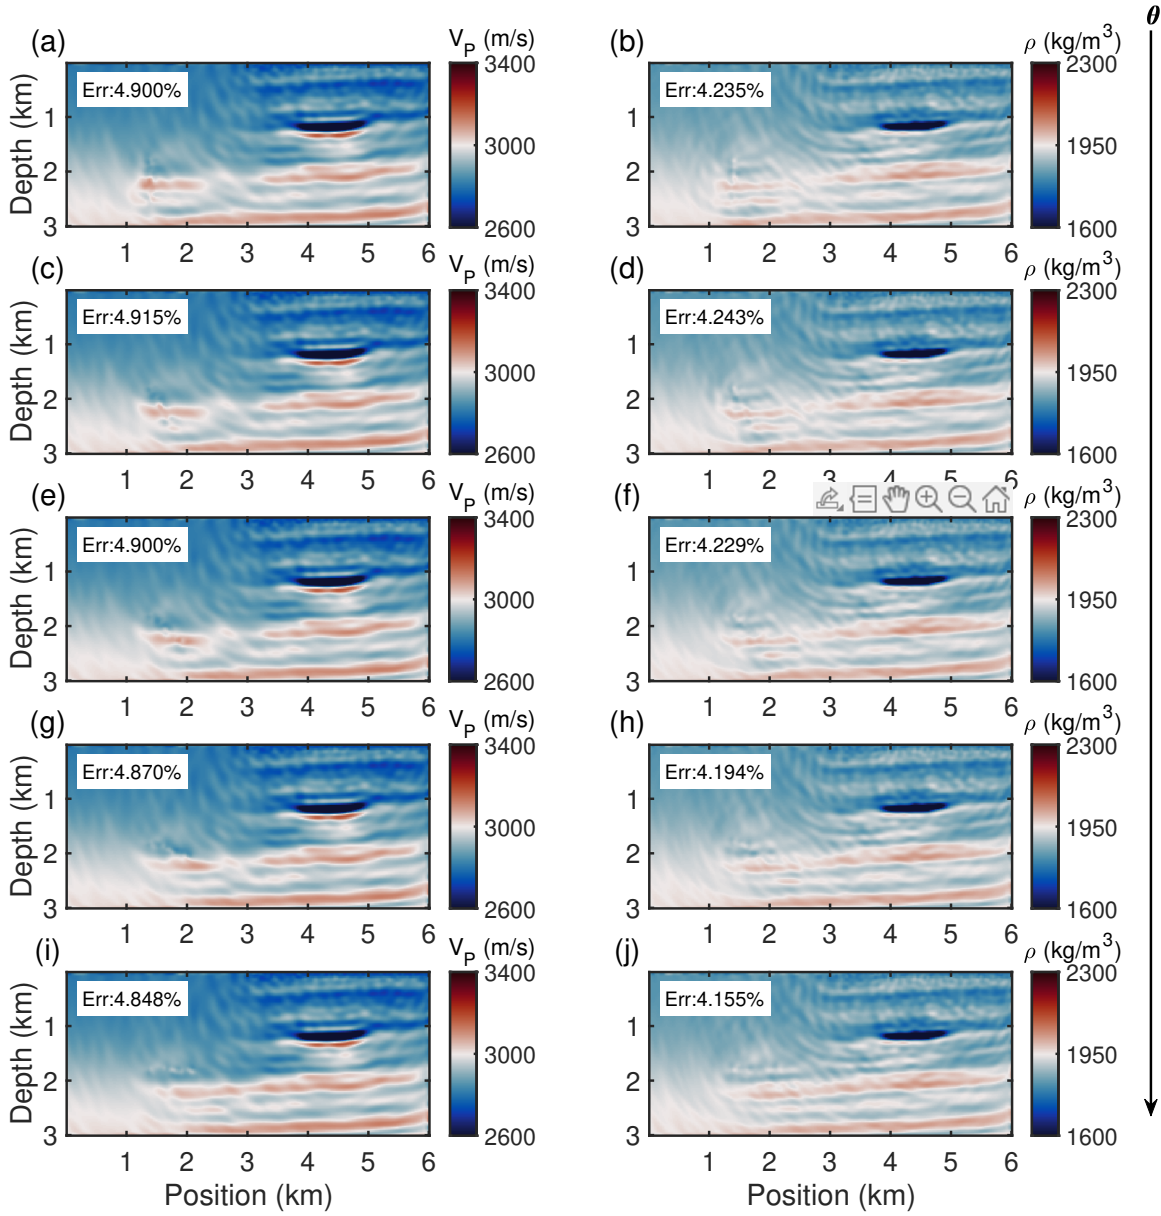 θ
(a)
V_P (m/s)
(b)
ρ (kg/m³)
Err:4.900%
3400
3000
2600
Err:4.235%
2300
1950
1600
Depth (km)
1
2
3
1 2 3 4 5 6
1
2
3
1 2 3 4 5 6
(c)
V_P (m/s)
(d)
ρ (kg/m³)
Err:4.915%
3400
3000
2600
Err:4.243%
2300
1950
1600
Depth (km)
1
2
3
1 2 3 4 5 6
1
2
3
1 2 3 4 5 6
(e)
V_P (m/s)
(f)
ρ (kg/m³)
Err:4.900%
3400
3000
2600
Err:4.229%
2300
1950
1600
Depth (km)
1
2
3
1 2 3 4 5 6
1
2
3
1 2 3 4 5 6
(g)
V_P (m/s)
(h)
ρ (kg/m³)
Err:4.870%
3400
3000
2600
Err:4.194%
2300
1950
1600
Depth (km)
1
2
3
1 2 3 4 5 6
1
2
3
1 2 3 4 5 6
(i)
V_P (m/s)
(j)
ρ (kg/m³)
Err:4.848%
3400
3000
2600
Err:4.155%
2300
1950
1600
Depth (km)
1
2
3
1 2 3 4 5 6
Position (km)
1
2
3
1 2 3 4 5 6
Position (km)